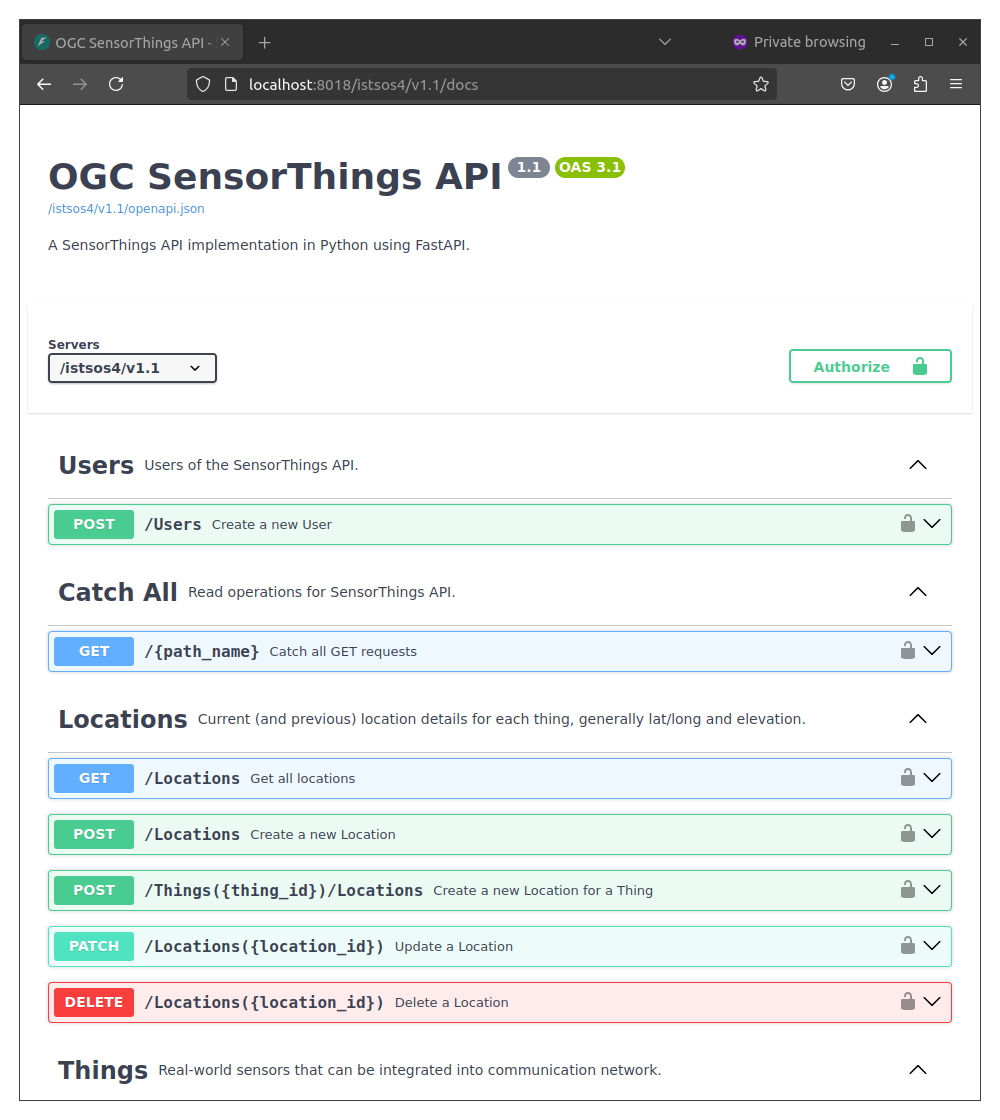 OGC SensorThings API -
Private browsing
localhost:8018/istsos4/v1.1/docs
OGC SensorThings API 1.1 OAS 3.1
/istsos4/v1.1/openapi.json
A SensorThings API implementation in Python using FastAPI.
Servers
/istsos4/v1.1
Authorize
Users Users of the SensorThings API.
POST /Users Create a new User
Catch All Read operations for SensorThings API.
GET /{path_name} Catch all GET requests
Locations Current (and previous) location details for each thing, generally lat/long and elevation.
GET /Locations Get all locations
POST /Locations Create a new Location
POST /Things({thing_id})/Locations Create a new Location for a Thing
PATCH /Locations({location_id}) Update a Location
DELETE /Locations({location_id}) Delete a Location
Things Real-world sensors that can be integrated into communication network.